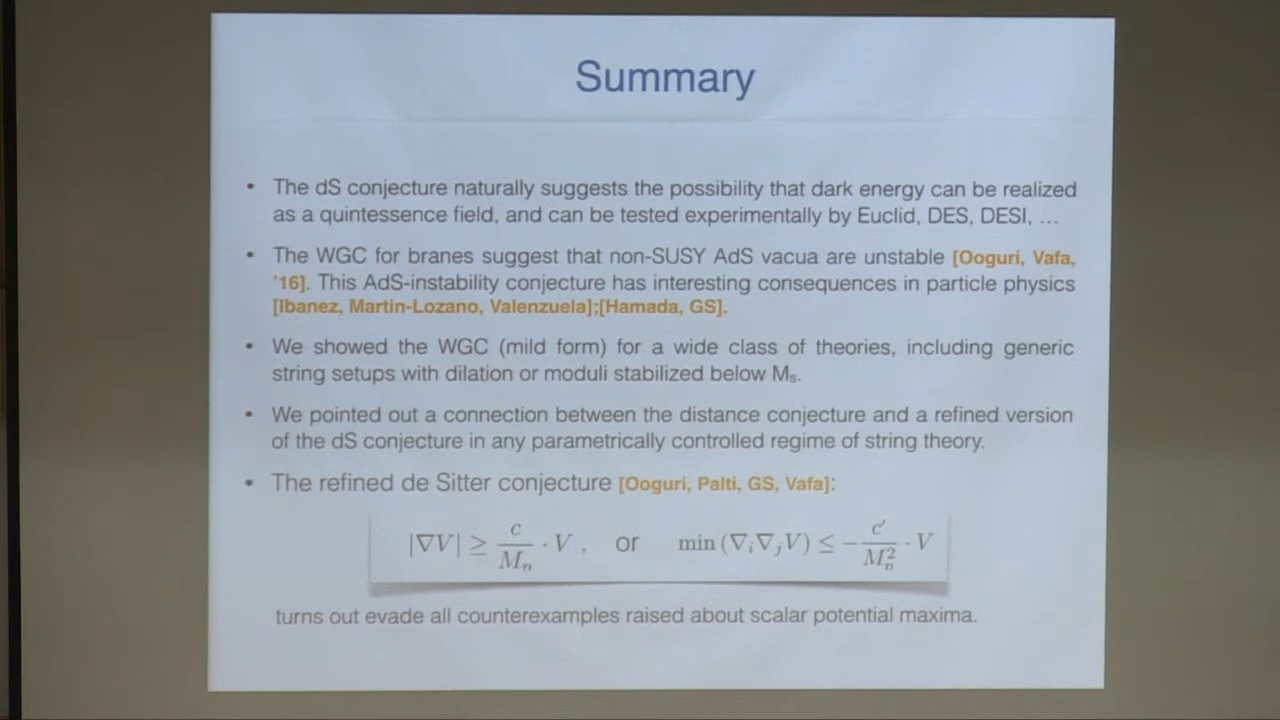 Summary
• The dS conjecture naturally suggests the possibility that dark energy can be realized
as a quintessence field, and can be tested experimentally by Euclid, DES, DESI, …
• The WGC for branes suggest that non-SUSY AdS vacua are unstable [Ooguri, Vafa,
'16]. This AdS-instability conjecture has interesting consequences in particle physics
[Ibanez, Martin-Lozano, Valenzuela];[Hamada, GS].
• We showed the WGC (mild form) for a wide class of theories, including generic
string setups with dilation or moduli stabilized below Mₛ.
• We pointed out a connection between the distance conjecture and a refined version
of the dS conjecture in any parametrically controlled regime of string theory.
• The refined de Sitter conjecture [Ooguri, Palti, GS, Vafa]:
|∇V| ≥ c/Mₚ · V , or min (∇ᵢ∇ⱼV) ≤ − c′/Mₚ² · V
turns out evade all counterexamples raised about scalar potential maxima.